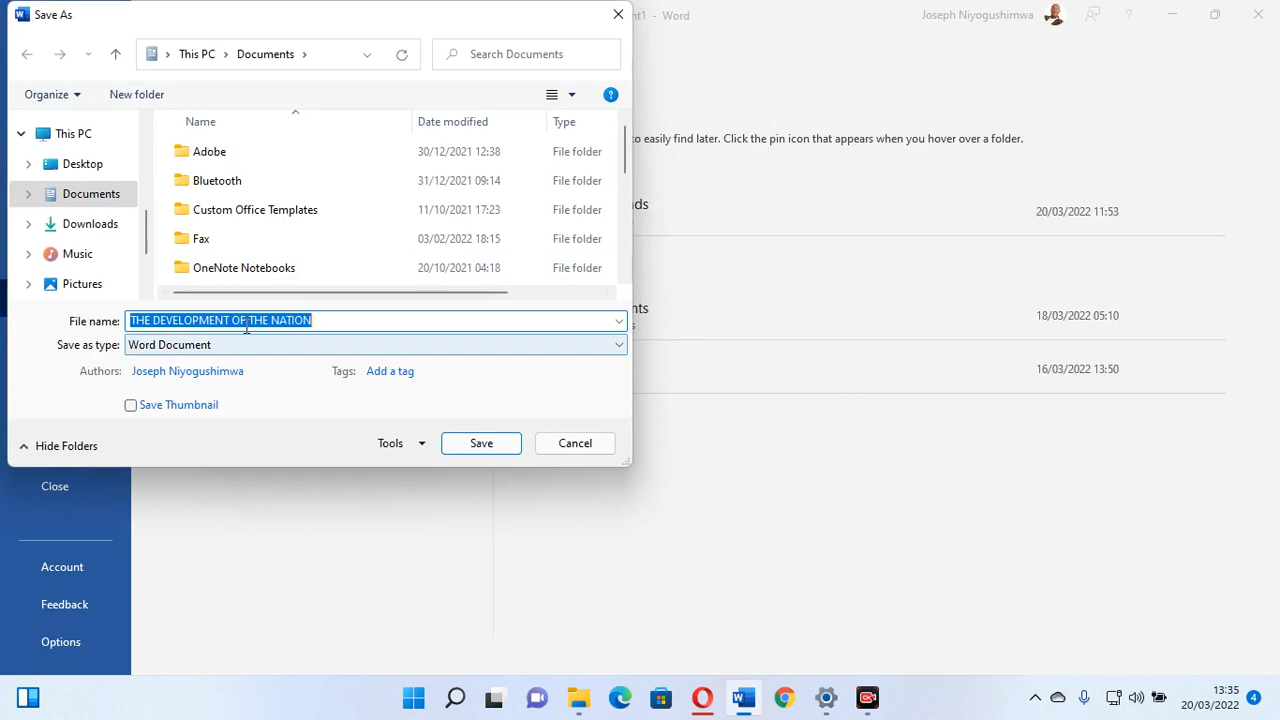 Save As
ment1 - Word
Joseph Niyogushimwa
This PC
Documents
Search Documents
Organize
New folder
Name
Date modified
Type
This PC
Desktop
Documents
Downloads
Music
Pictures
Adobe
30/12/2021 12:38
File folder
Bluetooth
31/12/2021 09:14
File folder
Custom Office Templates
11/10/2021 17:23
File folder
Fax
03/02/2022 18:15
File folder
OneNote Notebooks
20/10/2021 04:18
File folder
to easily find later. Click the pin icon that appears when you hover over a folder.
ds
20/03/2022 11:53
nts
s
18/03/2022 05:10
16/03/2022 13:50
File name:
THE DEVELOPMENT OF THE NATION
Save as type:
Word Document
Authors:
Joseph Niyogushimwa
Tags:
Add a tag
Save Thumbnail
Hide Folders
Tools
Save
Cancel
Close
Account
Feedback
Options
13:35
20/03/2022
4